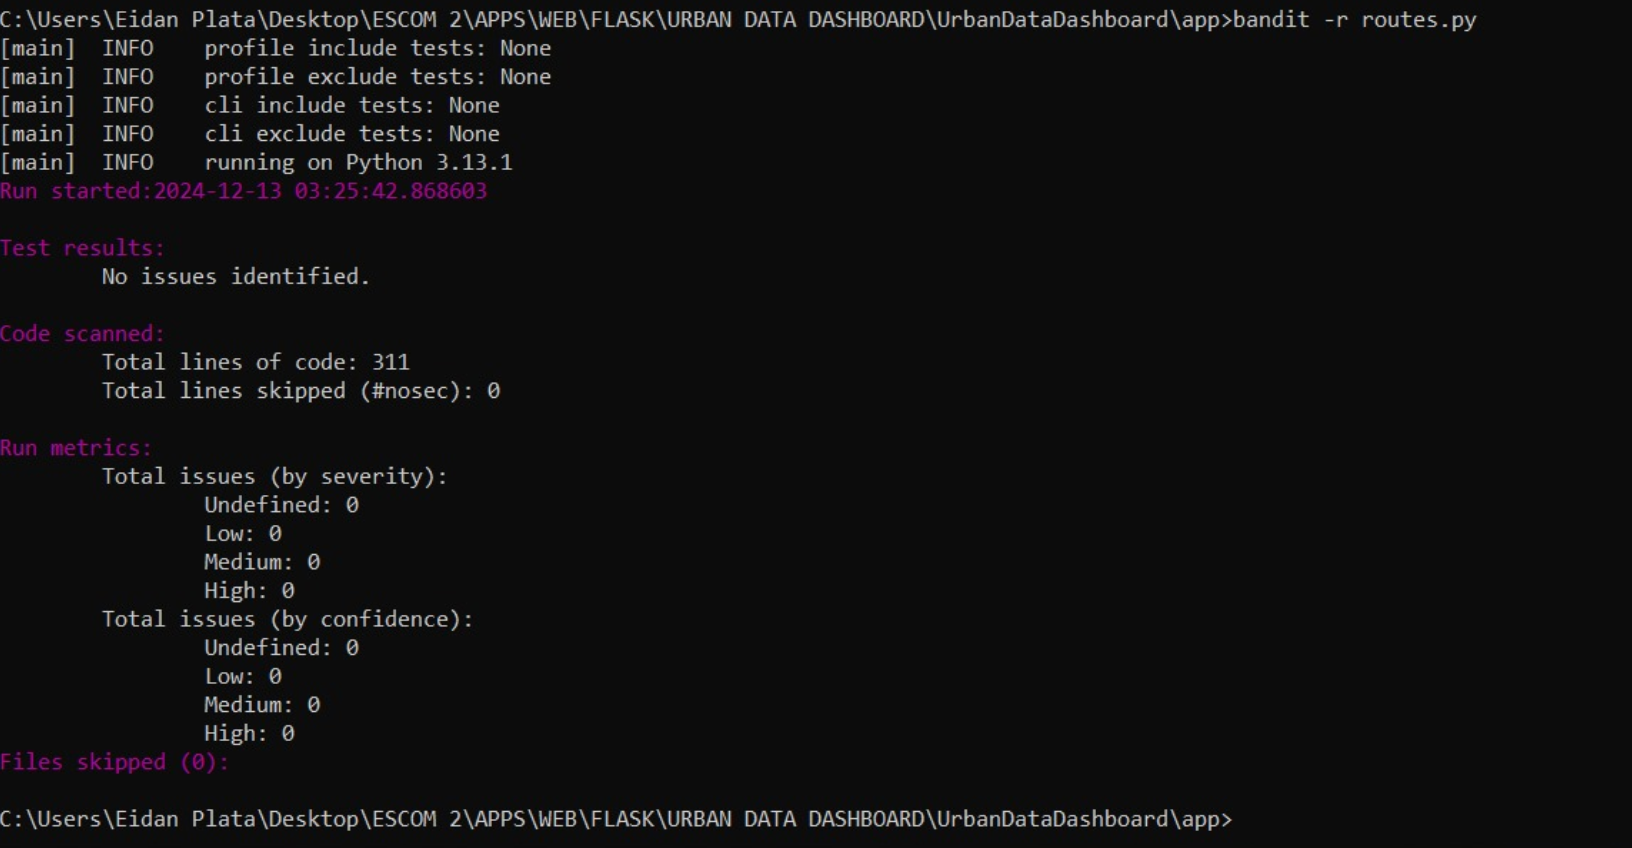 C:\Users\Eidan Plata\Desktop\ESCOM 2\APPS\WEB\FLASK\URBAN DATA DASHBOARD\UrbanDataDashboard\app>bandit -r routes.py
[main]  INFO    profile include tests: None
[main]  INFO    profile exclude tests: None
[main]  INFO    cli include tests: None
[main]  INFO    cli exclude tests: None
[main]  INFO    running on Python 3.13.1
Run started:2024-12-13 03:25:42.868603
Test results:
        No issues identified.
Code scanned:
        Total lines of code: 311
        Total lines skipped (#nosec): 0
Run metrics:
        Total issues (by severity):
                Undefined: 0
                Low: 0
                Medium: 0
                High: 0
        Total issues (by confidence):
                Undefined: 0
                Low: 0
                Medium: 0
                High: 0
Files skipped (0):
C:\Users\Eidan Plata\Desktop\ESCOM 2\APPS\WEB\FLASK\URBAN DATA DASHBOARD\UrbanDataDashboard\app>